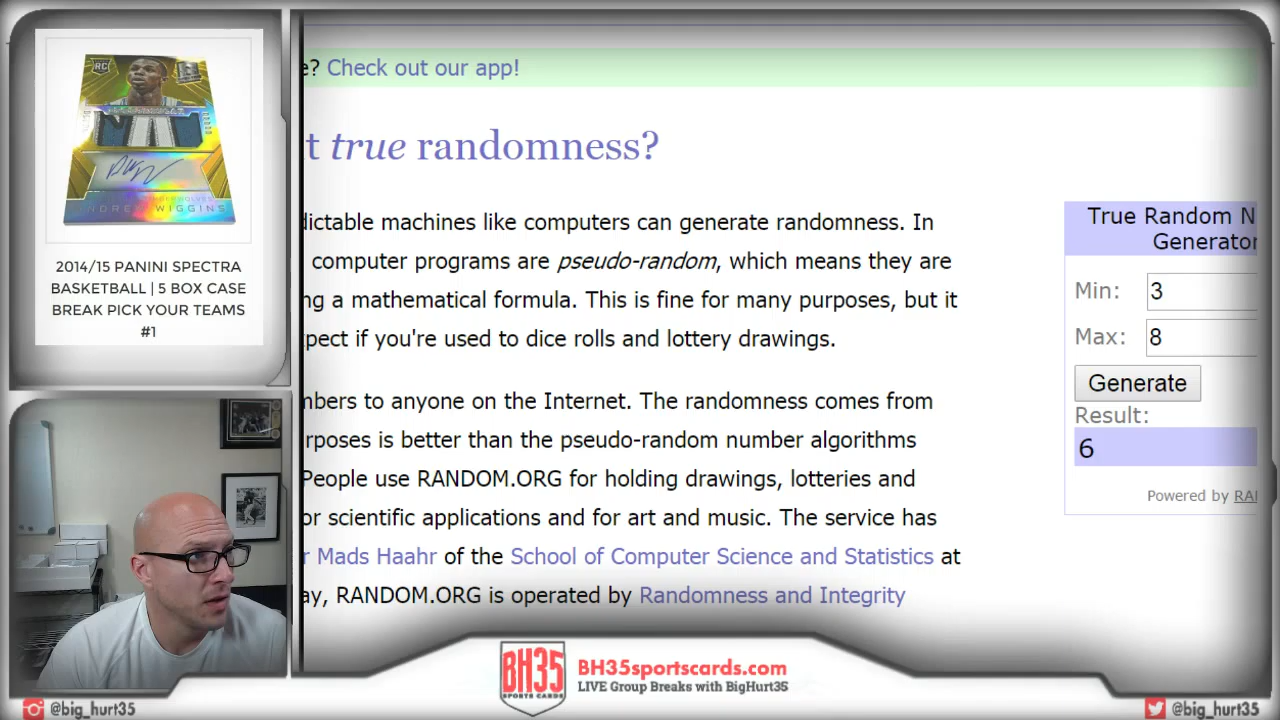 RC
ANDREW WIGGINS
2014/15 PANINI SPECTRA
BASKETBALL | 5 BOX CASE
BREAK PICK YOUR TEAMS
#1
e? Check out our app!
t true randomness?
dictable machines like computers can generate randomness. In
computer programs are pseudo-random, which means they are
ng a mathematical formula. This is fine for many purposes, but it
pect if you're used to dice rolls and lottery drawings.
mbers to anyone on the Internet. The randomness comes from
rposes is better than the pseudo-random number algorithms
People use RANDOM.ORG for holding drawings, lotteries and
or scientific applications and for art and music. The service has
r Mads Haahr of the School of Computer Science and Statistics at
ay, RANDOM.ORG is operated by Randomness and Integrity
True Random N
Generator
Min: 3
Max: 8
Generate
Result:
6
Powered by RA
BH35
SPORTS CARDS
BH35sportscards.com
LIVE Group Breaks with BigHurt35
@big_hurt35
@big_hurt35